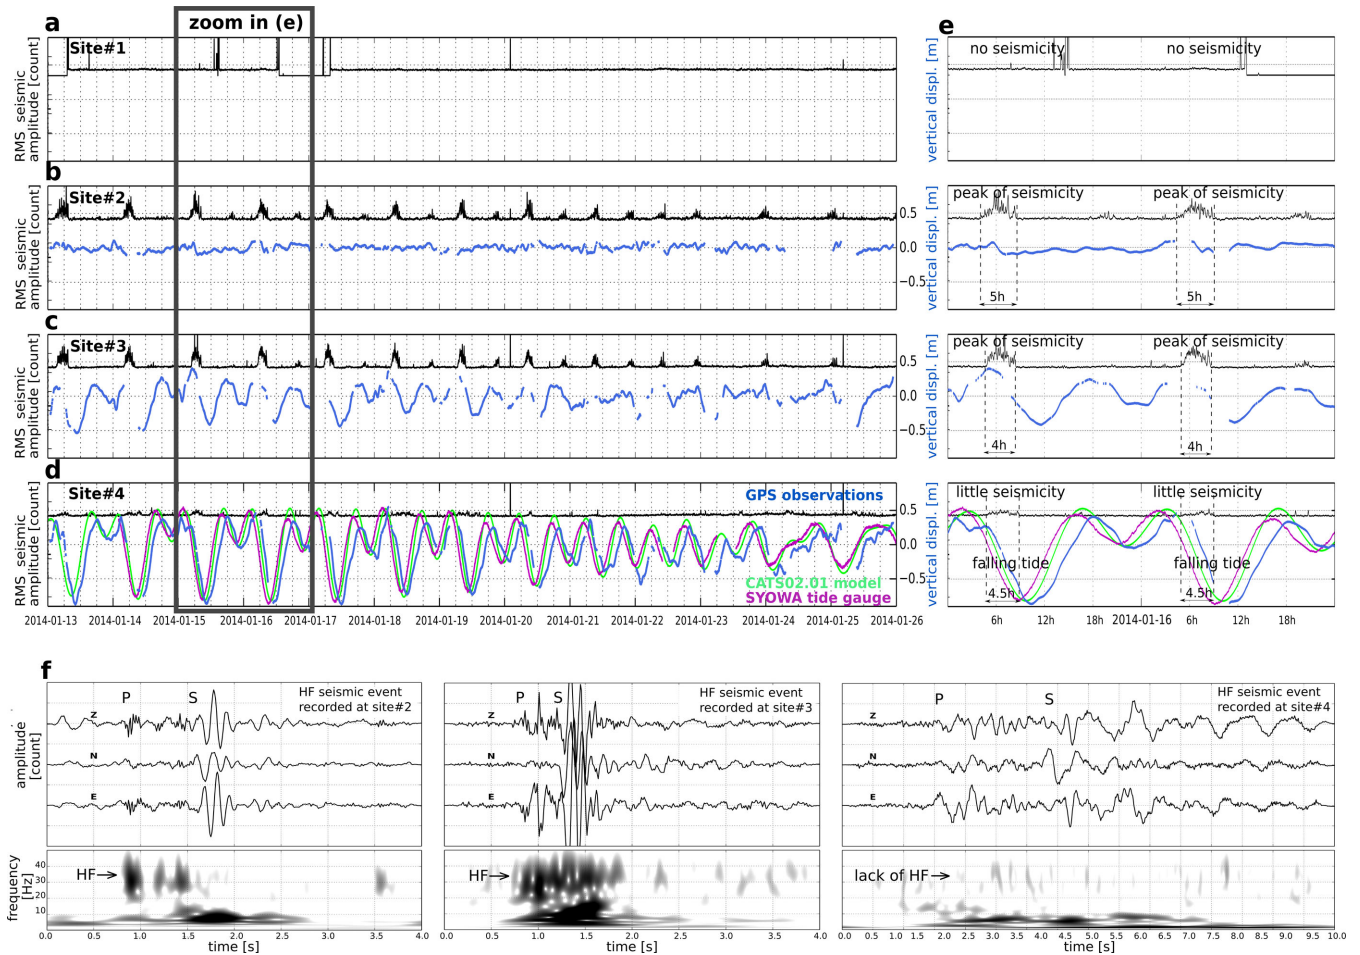 a
zoom in (e)
e
Site#1
RMS seismic
amplitude [count]
no seismicity
no seismicity
vertical displ. [m]
b
Site#2
RMS seismic
amplitude [count]
0.5
0.0
−0.5
vertical displ. [m]
peak of seismicity
peak of seismicity
5h
5h
c
Site#3
RMS seismic
amplitude [count]
0.5
0.0
−0.5
vertical displ. [m]
peak of seismicity
peak of seismicity
4h
4h
d
Site#4
RMS seismic
amplitude [count]
GPS observations
CATS02.01 model
SYOWA tide gauge
0.5
0.0
−0.5
vertical displ. [m]
little seismicity
little seismicity
falling tide
falling tide
4.5h
4.5h
2014-01-13 2014-01-14 2014-01-15 2014-01-16 2014-01-17 2014-01-18 2014-01-19 2014-01-20 2014-01-21 2014-01-22 2014-01-23 2014-01-24 2014-01-25 2014-01-26
6h 12h 18h 2014-01-16 6h 12h 18h
f
amplitude
[count]
P S
HF seismic event
recorded at site#2
Z
N
E
P S
HF seismic event
recorded at site#3
Z
N
E
P S
HF seismic event
recorded at site#4
Z
N
E
frequency
[Hz]
40
30
20
10
HF
HF
lack of HF
0.0 0.5 1.0 1.5 2.0 2.5 3.0 3.5 4.0
time [s]
0.0 0.5 1.0 1.5 2.0 2.5 3.0 3.5 4.0
time [s]
0.0 0.5 1.0 1.5 2.0 2.5 3.0 3.5 4.0 4.5 5.0 5.5 6.0 6.5 7.0 7.5 8.0 8.5 9.0 9.5 10.0
time [s]